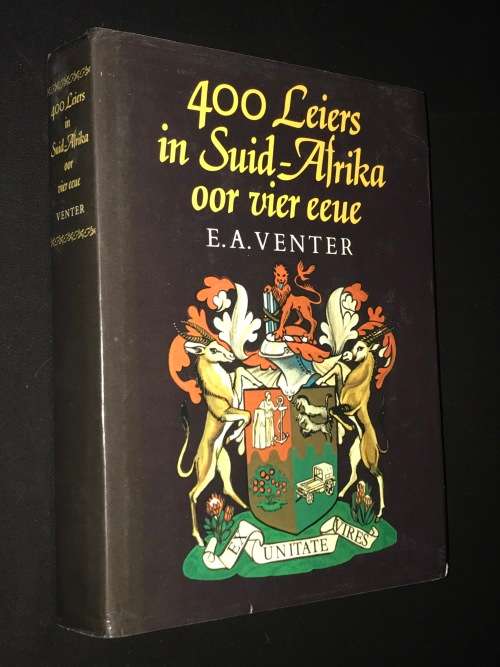 400 Leiers
in
Suid-Afrika
oor
vier eeue
VENTER
400 Leiers
in Suid-Afrika
oor vier eeue
E.A. VENTER
EX UNITATE VIRES